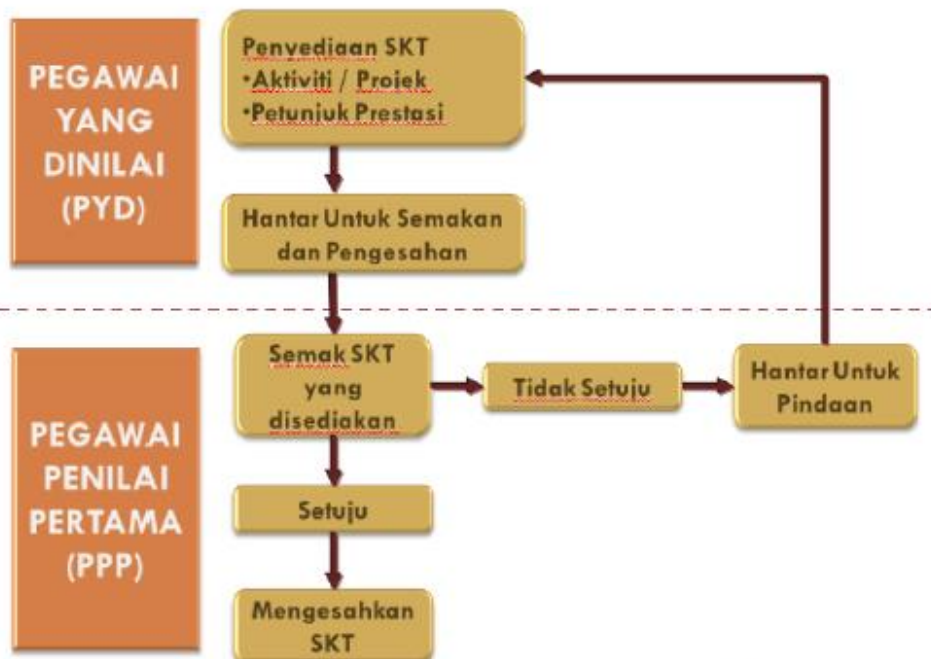 PEGAWAI
YANG
DINILAI
(PYD)
Penyediaan SKT
•Aktiviti / Projek
•Petunjuk Prestasi
Hantar Untuk Semakan
dan Pengesahan
PEGAWAI
PENILAI
PERTAMA
(PPP)
Semak SKT
yang
disediakan
Tidak Setuju
Hantar Untuk
Pindaan
Setuju
Mengesahkan
SKT